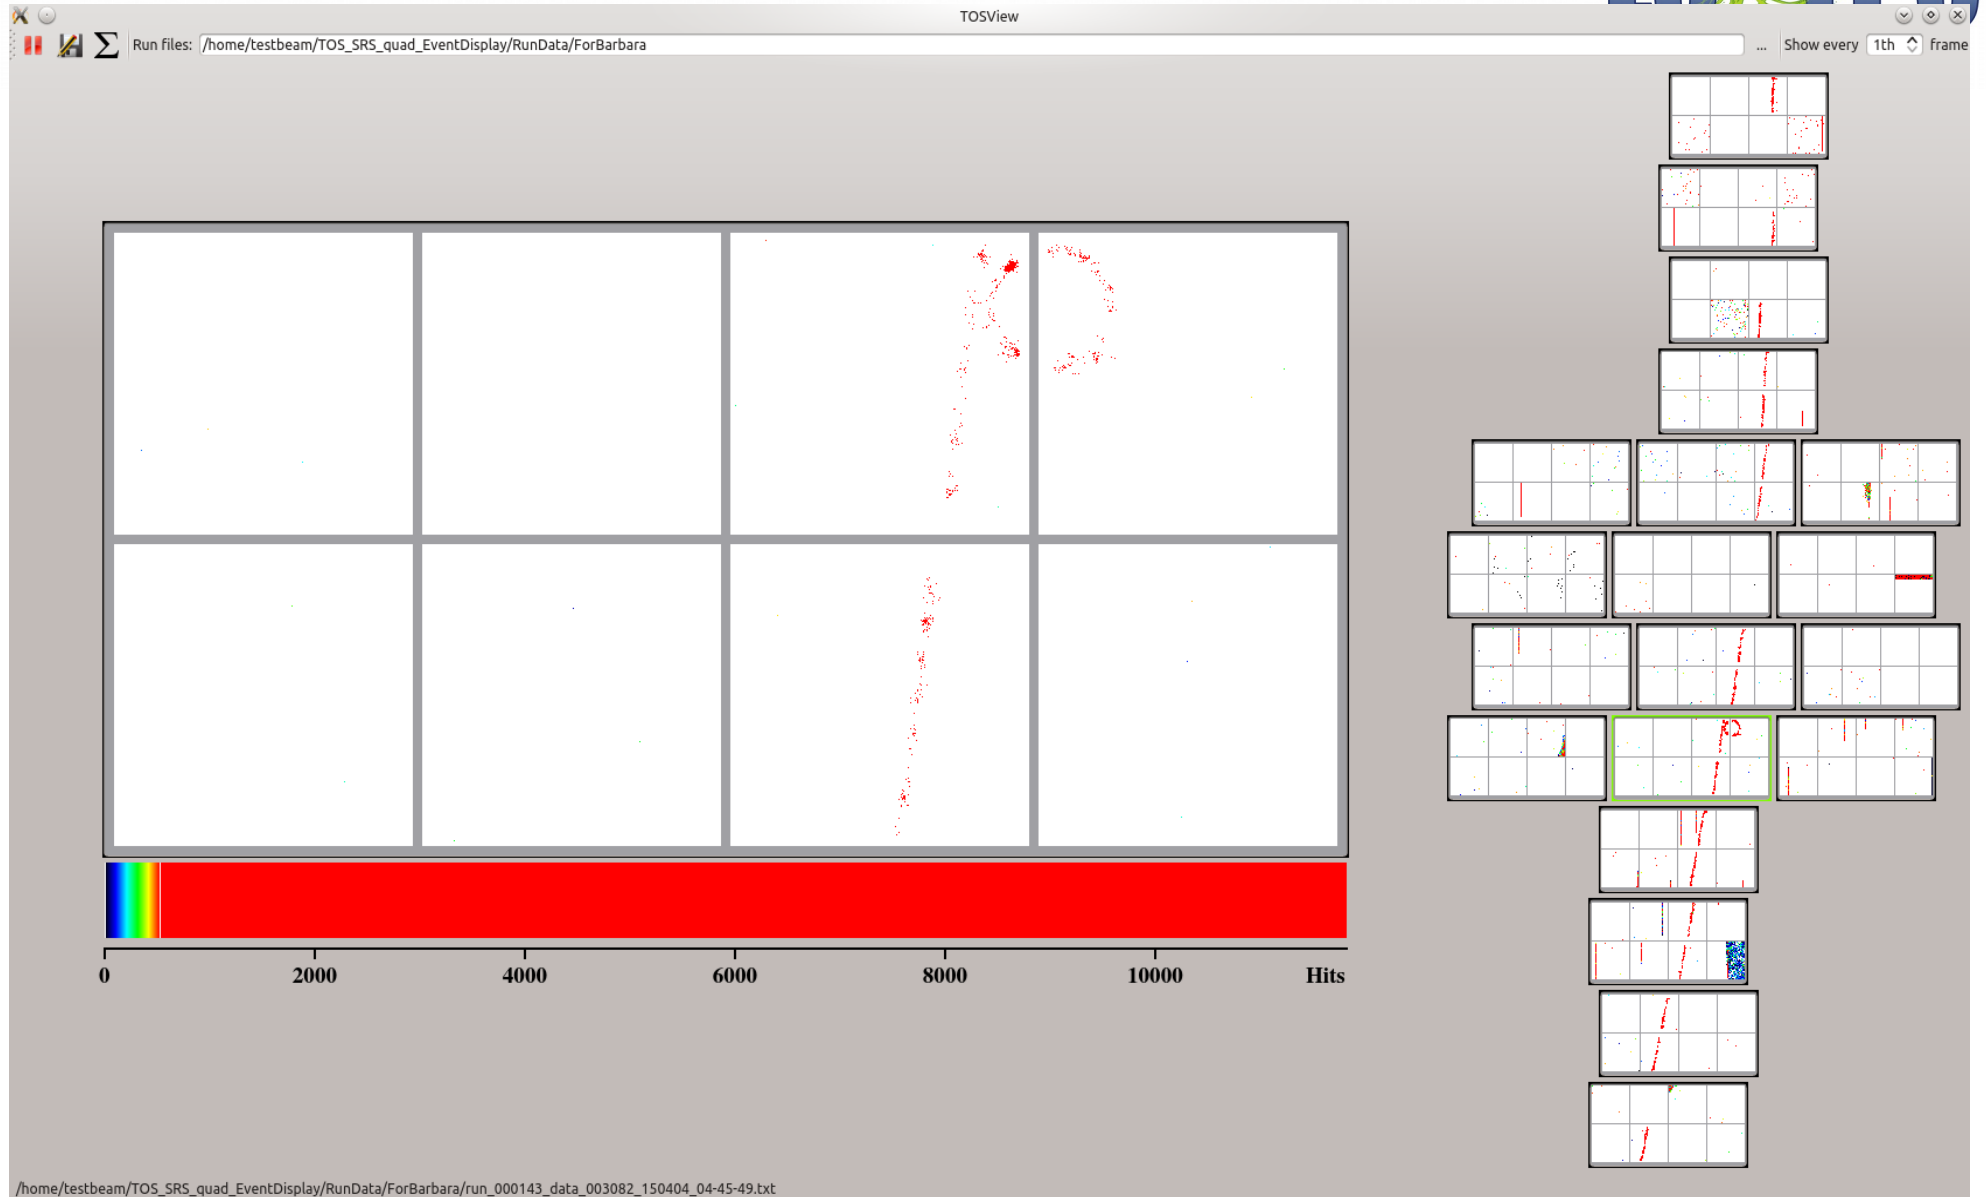 TOSView
Run files: /home/testbeam/TOS_SRS_quad_EventDisplay/RunData/ForBarbara ... Show every 1th frame
0 2000 4000 6000 8000 10000 Hits
/home/testbeam/TOS_SRS_quad_EventDisplay/RunData/ForBarbara/run_000143_data_003082_150404_04-45-49.txt